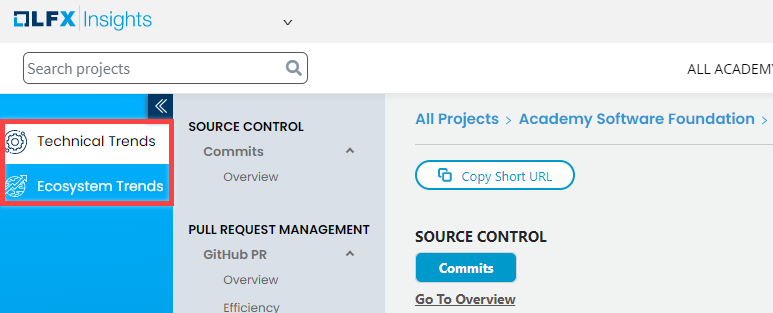 LFX Insights
Search projects
ALL ACADEMY
Technical Trends
Ecosystem Trends
SOURCE CONTROL
Commits
Overview
PULL REQUEST MANAGEMENT
GitHub PR
Overview
Efficiency
All Projects > Academy Software Foundation >
Copy Short URL
SOURCE CONTROL
Commits
Go To Overview